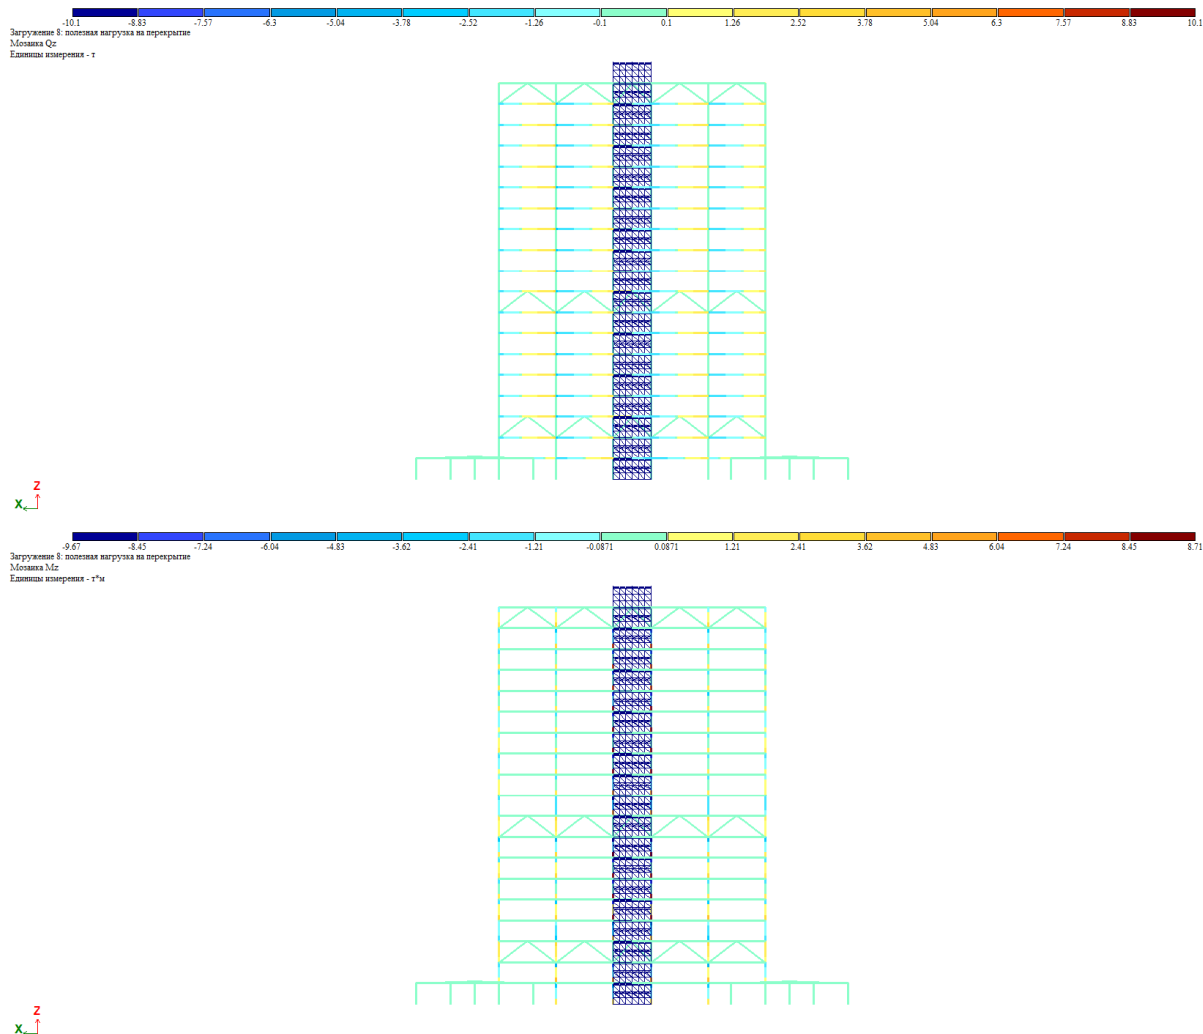 -10.1 -8.83 -7.57 -6.3 -5.04 -3.78 -2.52 -1.26 -0.1 0.1 1.26 2.52 3.78 5.04 6.3 7.57 8.83 10.1
Загружение 8: полезная нагрузка на перекрытие
Мозаика Qz
Единицы измерения - т
Z
X
-9.67 -8.45 -7.24 -6.04 -4.83 -3.62 -2.41 -1.21 -0.0871 0.0871 1.21 2.41 3.62 4.83 6.04 7.24 8.45 8.71
Загружение 8: полезная нагрузка на перекрытие
Мозаика Mz
Единицы измерения - т*м
Z
X